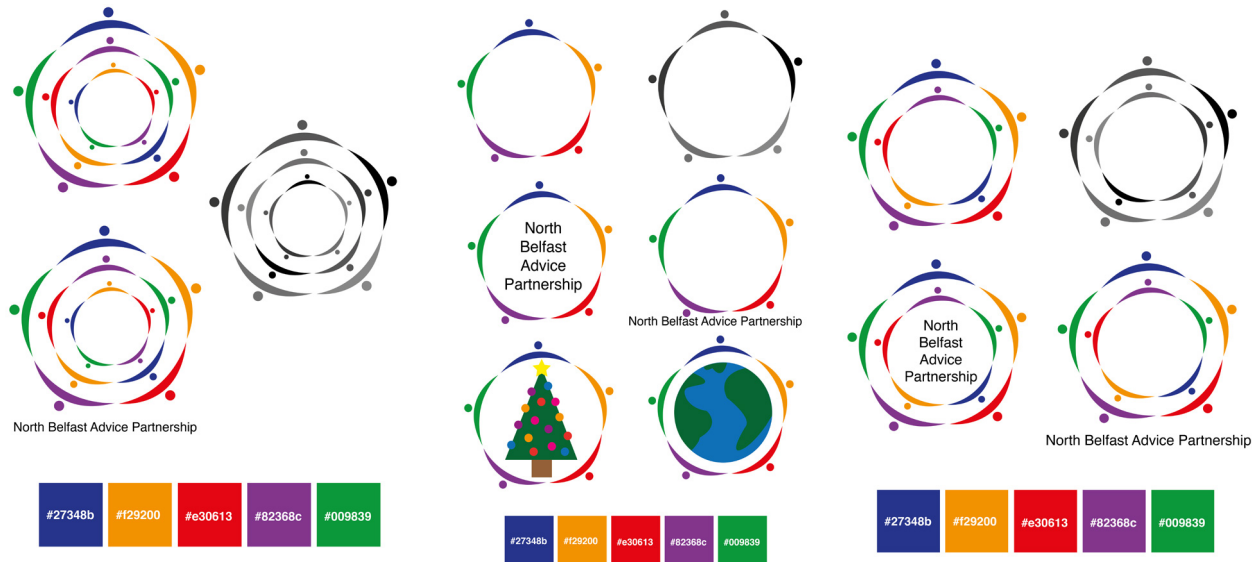 North Belfast Advice Partnership
#27348b
#f29200
#e30613
#82368c
#009839
North
Belfast
Advice
Partnership
North Belfast Advice Partnership
#27348b
#f29200
#e30613
#82368c
#009839
North
Belfast
Advice
Partnership
North Belfast Advice Partnership
#27348b
#f29200
#e30613
#82368c
#009839